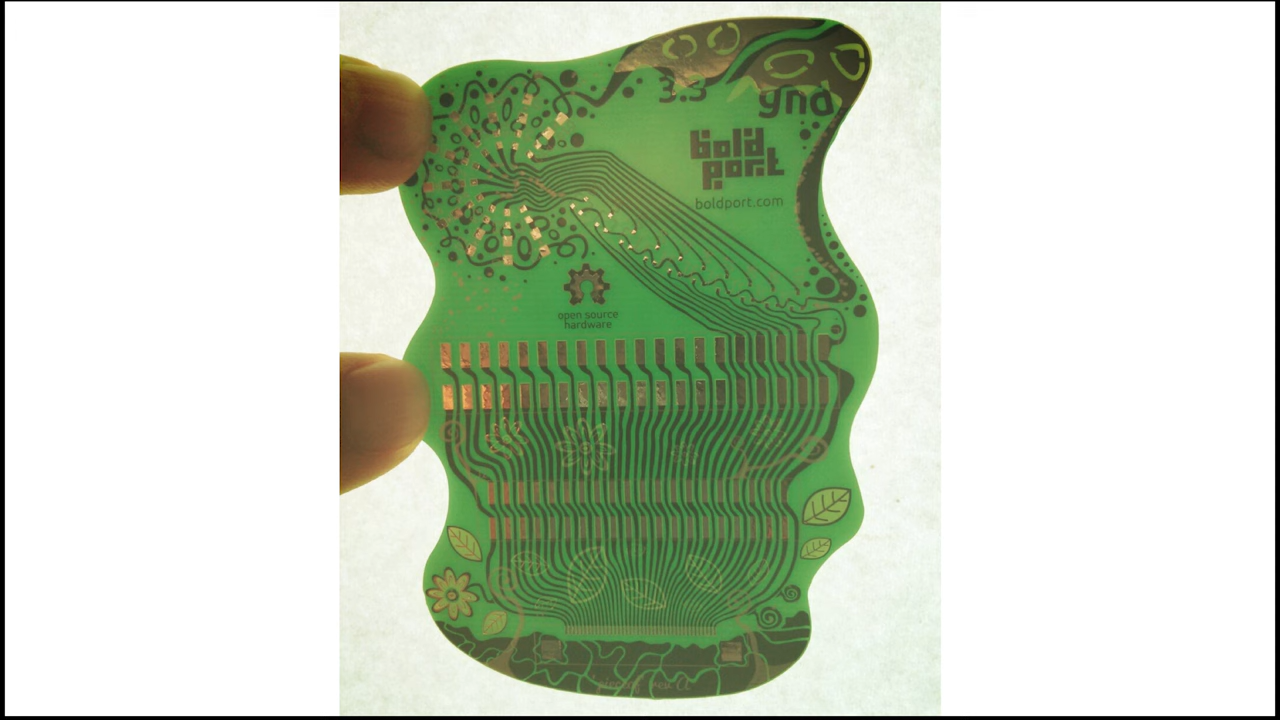 3.3
gnd
bold
port
boldport.com
open source
hardware